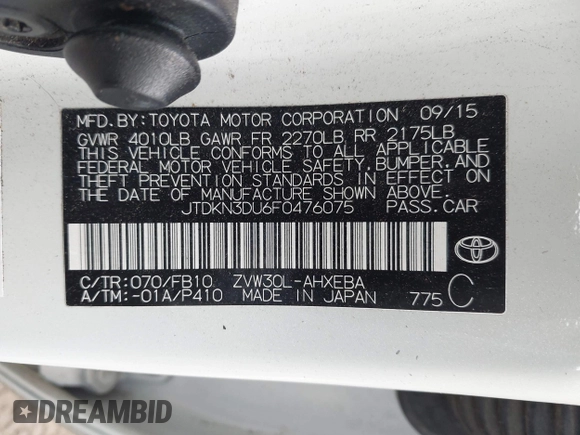 MFD.BY:TOYOTA MOTOR CORPORATION 09/15
GVWR 4010LB GAWR FR 2270LB RR 2175LB
THIS VEHICLE CONFORMS TO ALL APPLICABLE
FEDERAL MOTOR VEHICLE SAFETY,BUMPER,AND
THEFT PREVENTION STANDARDS IN EFFECT ON
THE DATE OF MANUFACTURE SHOWN ABOVE.
JTDKN3DU6F0476075 PASS.CAR
C/TR:070/FB10 ZVW30L-AHXEBA
A/TM:-01A/P410 MADE IN JAPAN 775 C
TOYOTA
DREAMBID